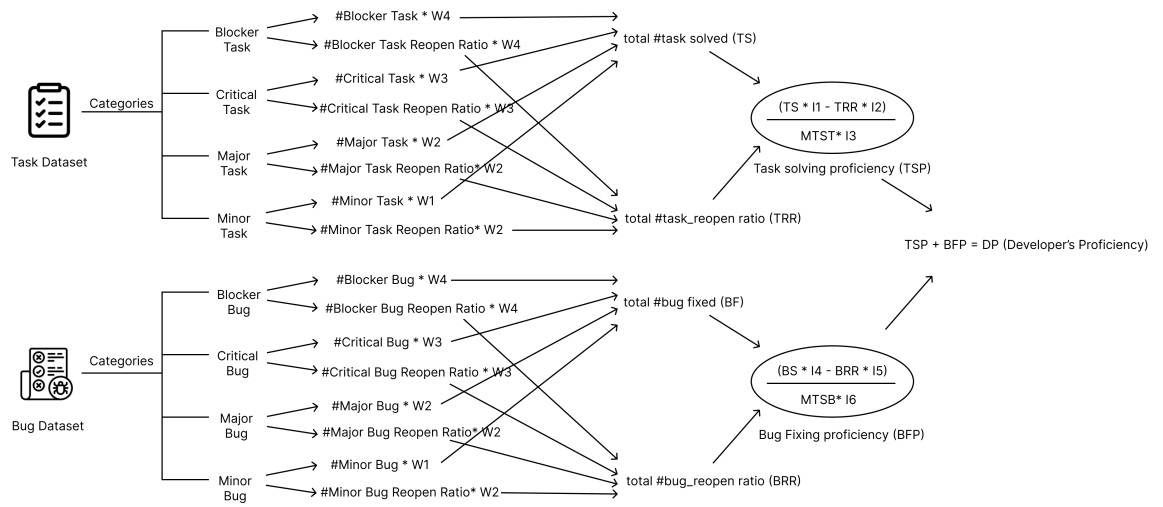 #Blocker Task * W4
Blocker
Task
#Blocker Task Reopen Ratio * W4
total #task solved (TS)
#Critical Task * W3
Categories
Critical
Task
#Critical Task Reopen Ratio * W3
(TS * I1 - TRR * I2)
MTST* I3
#Major Task * W2
Task Dataset
Major
Task
#Major Task Reopen Ratio* W2
Task solving proficiency (TSP)
#Minor Task * W1
Minor
Task
#Minor Task Reopen Ratio* W2
total #task_reopen ratio (TRR)
TSP + BFP = DP (Developer's Proficiency)
#Blocker Bug * W4
Blocker
Bug
#Blocker Bug Reopen Ratio * W4
total #bug fixed (BF)
#Critical Bug * W3
Categories
Critical
Bug
#Critical Bug Reopen Ratio * W3
(BS * I4 - BRR * I5)
MTSB* I6
#Major Bug * W2
Bug Dataset
Major
Bug
#Major Bug Reopen Ratio* W2
Bug Fixing proficiency (BFP)
#Minor Bug * W1
Minor
Bug
#Minor Bug Reopen Ratio* W2
total #bug_reopen ratio (BRR)